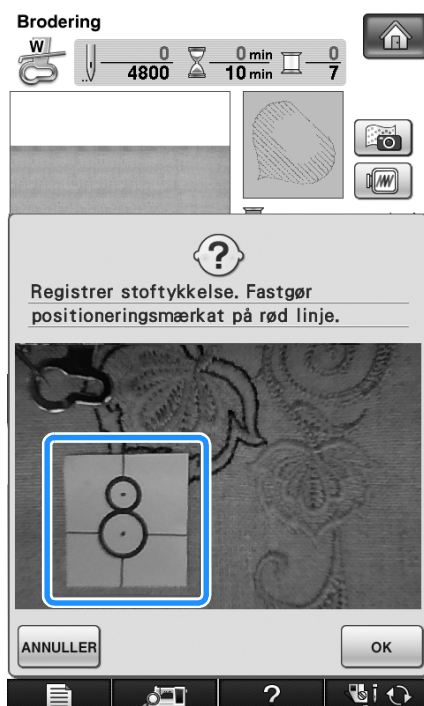 Brodering
W
0
4800
0 min
10 min
0
7
Registrer stoftykkelse. Fastgør
positioneringsmærkat på rød linje.
ANNULLER
OK
?